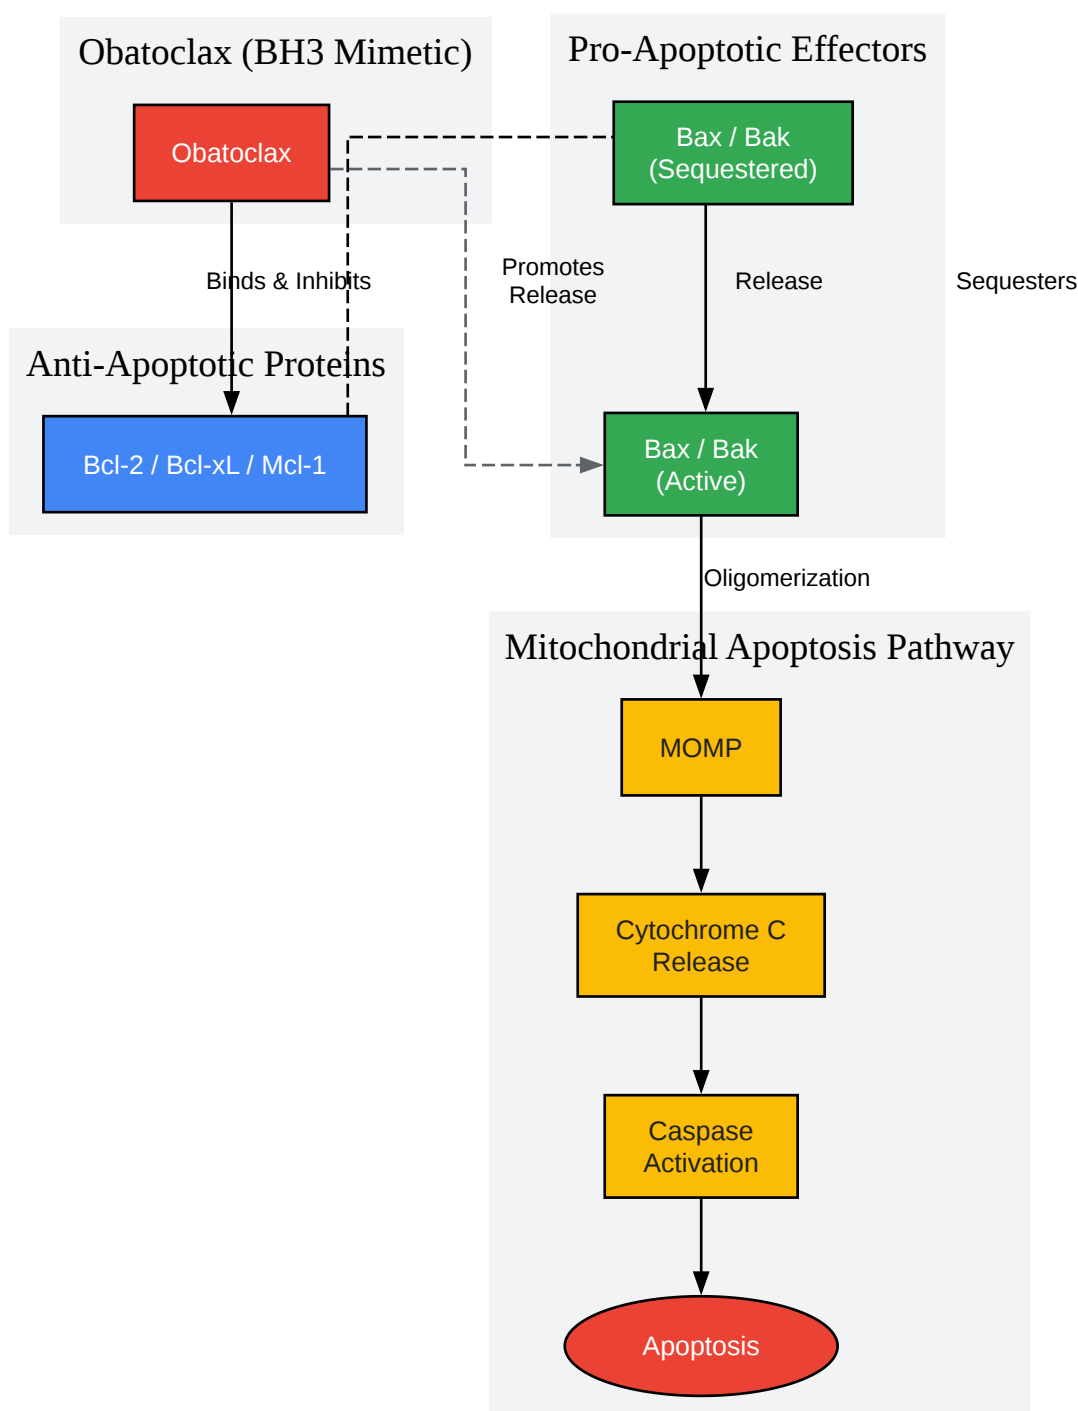 Obatoclax (BH3 Mimetic)
Pro-Apoptotic Effectors
Obatoclax
Bax / Bak
(Sequestered)
Binds & Inhibits
Promotes
Release
Release
Sequesters
Anti-Apoptotic Proteins
Bcl-2 / Bcl-xL / Mcl-1
Bax / Bak
(Active)
Oligomerization
Mitochondrial Apoptosis Pathway
MOMP
Cytochrome C
Release
Caspase
Activation
Apoptosis